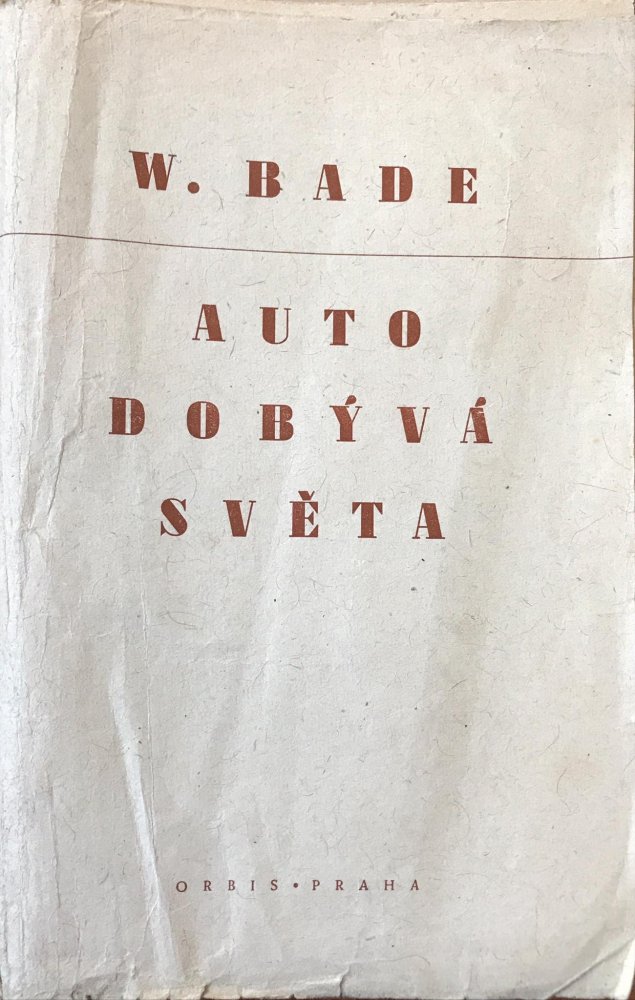 W. BADE
AUTO
DOBÝVÁ
SVĚTA
ORBIS • PRAHA